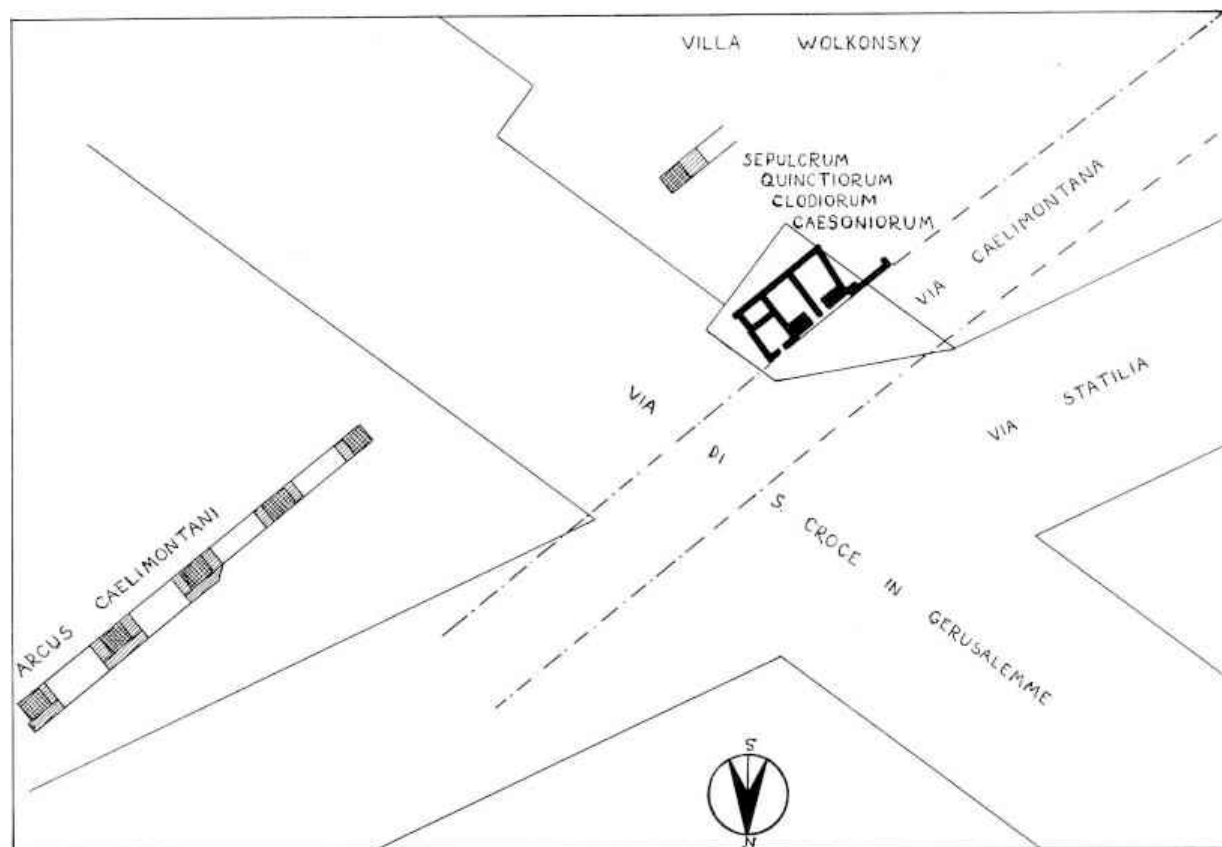 VILLA WOLKONSKY
SEPULCRUM
QUINCTIORUM
CLODIORUM
CAESONIORUM
VIA CAELIMONTANA
VIA STATILIA
VIA DI S. CROCE IN GERUSALEMME
ARCUS CAELIMONTANI
S
N